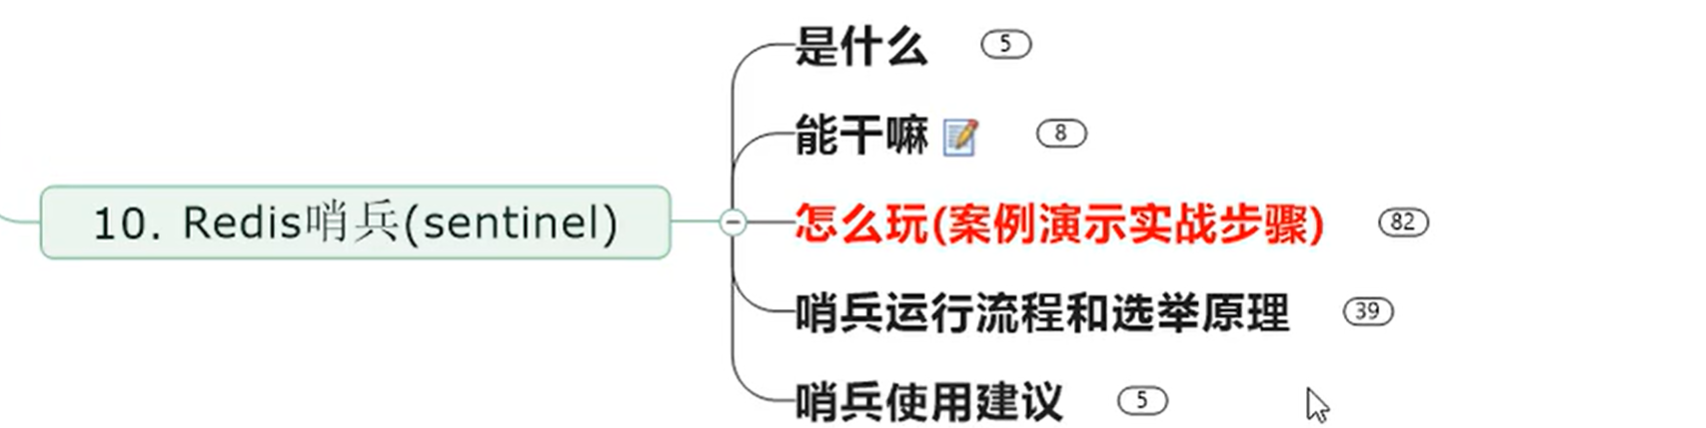 是什么 5
能干嘛 8
10. Redis哨兵(sentinel)
怎么玩(案例演示实战步骤) 82
哨兵运行流程和选举原理 39
哨兵使用建议 5